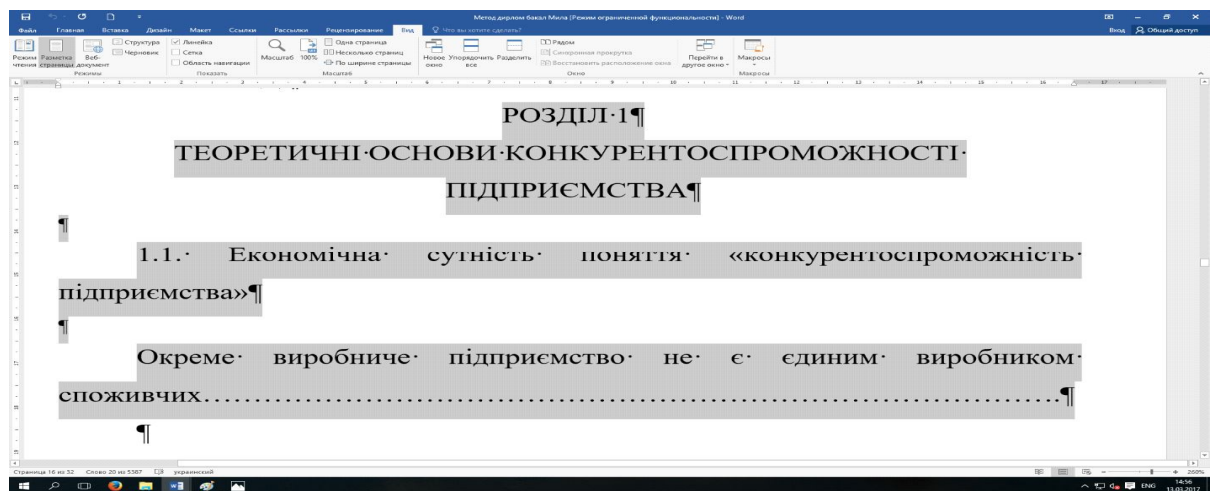 Метод дирлом бакал Мила [Режим ограниченной функциональности] - Word
Файл Главная Вставка Дизайн Макет Ссылки Рассылки Рецензирование Вид Что вы хотите сделать? Вход Общий доступ
Режим чтения
Разметка страницы
Веб-документ
Структура
Черновик
Режимы
Линейка
Сетка
Область навигации
Показать
Масштаб
100%
Одна страница
Несколько страниц
По ширине страницы
Масштаб
Новое окно
Упорядочить все
Разделить
Рядом
Синхронная прокрутка
Восстановить расположение окна
Окно
Перейти в другое окно
Макросы
Макросы
РОЗДІЛ·1¶
ТЕОРЕТИЧНІ·ОСНОВИ·КОНКУРЕНТОСПРОМОЖНОСТІ·
ПІДПРИЄМСТВА¶
¶
1.1.· Економічна· сутність· поняття· «конкурентоспроможність·
підприємства»¶
¶
Окреме· виробниче· підприємство· не· є· єдиним· виробником·
споживчих……………………………………………………………………….¶
¶
Страница 16 из 52 Слово 20 из 5387 украинский 260%
ENG 14:56
13.03.2017